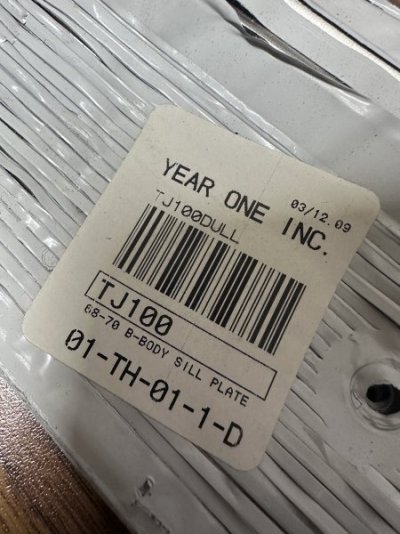 YEAR ONE INC.
03/12.09
TJ100DULL
TJ100
68-70 B-BODY SILL PLATE
01-TH-01-1-D